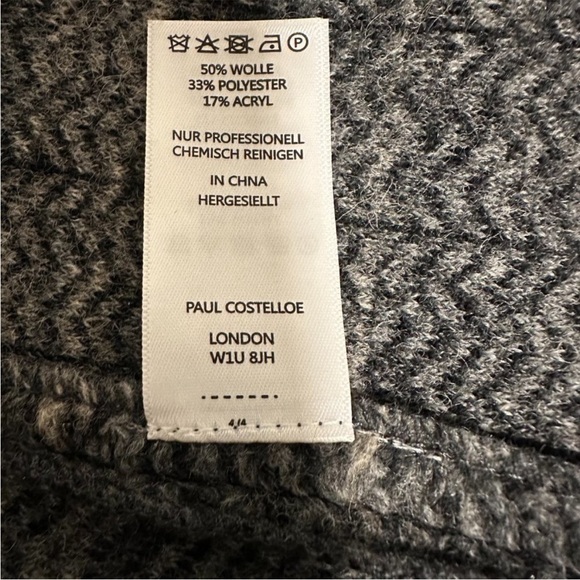 50% WOLLE
33% POLYESTER
17% ACRYL
NUR PROFESSIONELL
CHEMISCH REINIGEN
IN CHNA
HERGESIELLT
PAUL COSTELLOE
LONDON
W1U 8JH
4/4